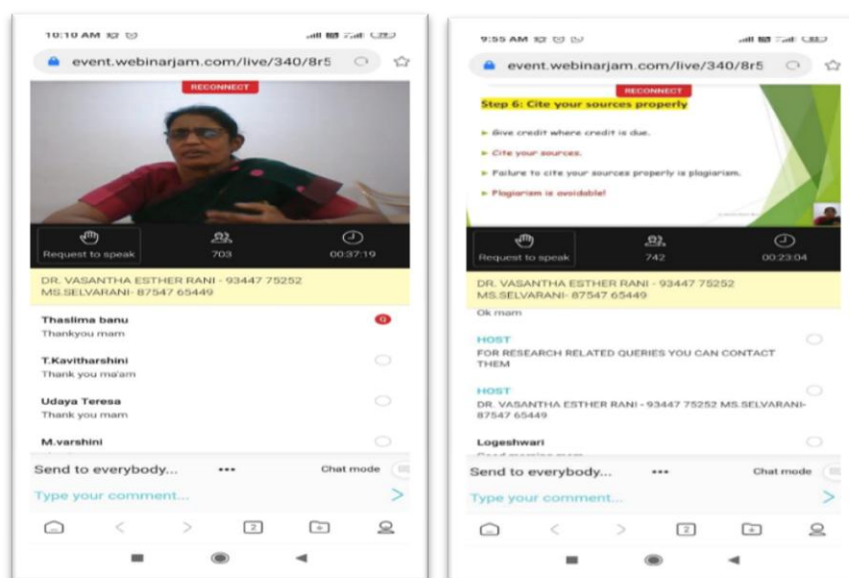 10:10 AM
event.webinarjam.com/live/340/8r5
RECONNECT
Request to speak
703
00:37:19
DR. VASANTHA ESTHER RANI - 93447 75252
MS.SELVARANI- 87547 65449
Thaslima banu
Q
Thankyou mam
T.Kavitharshini
Thank you ma'am
Udaya Teresa
Thank you mam
M.varshini
Send to everybody...
Chat mode
Type your comment...
2
9:55 AM
event.webinarjam.com/live/340/8r5
RECONNECT
Step 6: Cite your sources properly
Give credit where credit is due.
Cite your sources.
Failure to cite your sources properly is plagiarism.
Plagiarism is avoidable!
Request to speak
742
00:23:04
DR. VASANTHA ESTHER RANI - 93447 75252
MS.SELVARANI- 87547 65449
Ok mam
HOST
FOR RESEARCH RELATED QUERIES YOU CAN CONTACT
THEM
HOST
DR. VASANTHA ESTHER RANI - 93447 75252 MS.SELVARANI-
87547 65449
Logeshwari
Send to everybody...
Chat mode
Type your comment...
2